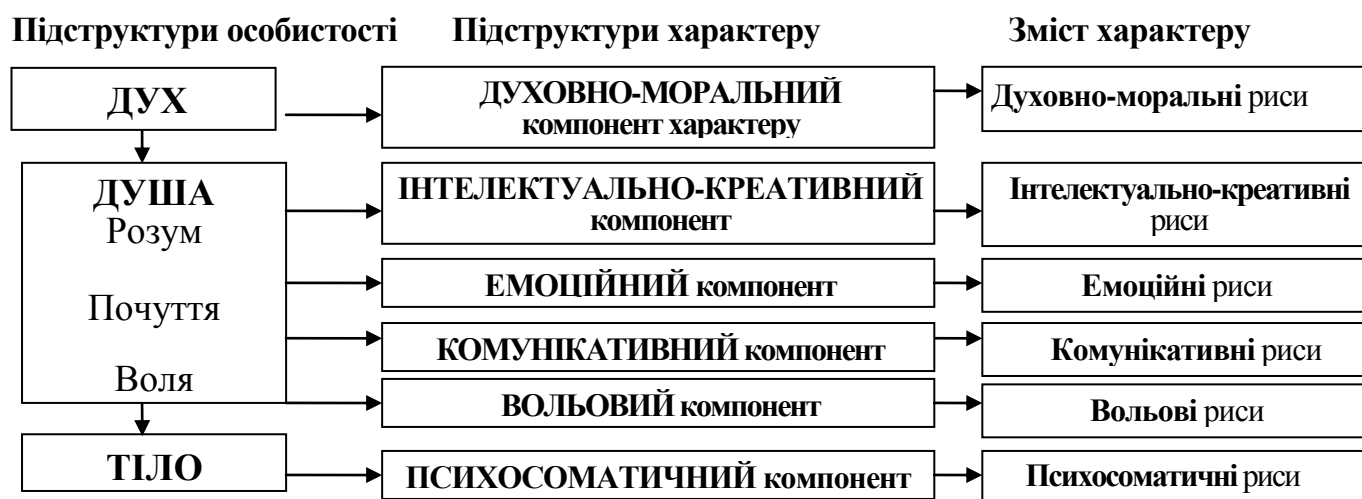 Підструктури особистості Підструктури характеру Зміст характеру
ДУХ
ДУХОВНО-МОРАЛЬНИЙ
компонент характеру
Духовно-моральні риси
ДУША
Розум
Почуття
Воля
ІНТЕЛЕКТУАЛЬНО-КРЕАТИВНИЙ
компонент
Інтелектуально-креативні
риси
ЕМОЦІЙНИЙ компонент
Емоційні риси
КОМУНІКАТИВНИЙ компонент
Комунікативні риси
ВОЛЬОВИЙ компонент
Вольові риси
ТІЛО
ПСИХОСОМАТИЧНИЙ компонент
Психосоматичні риси